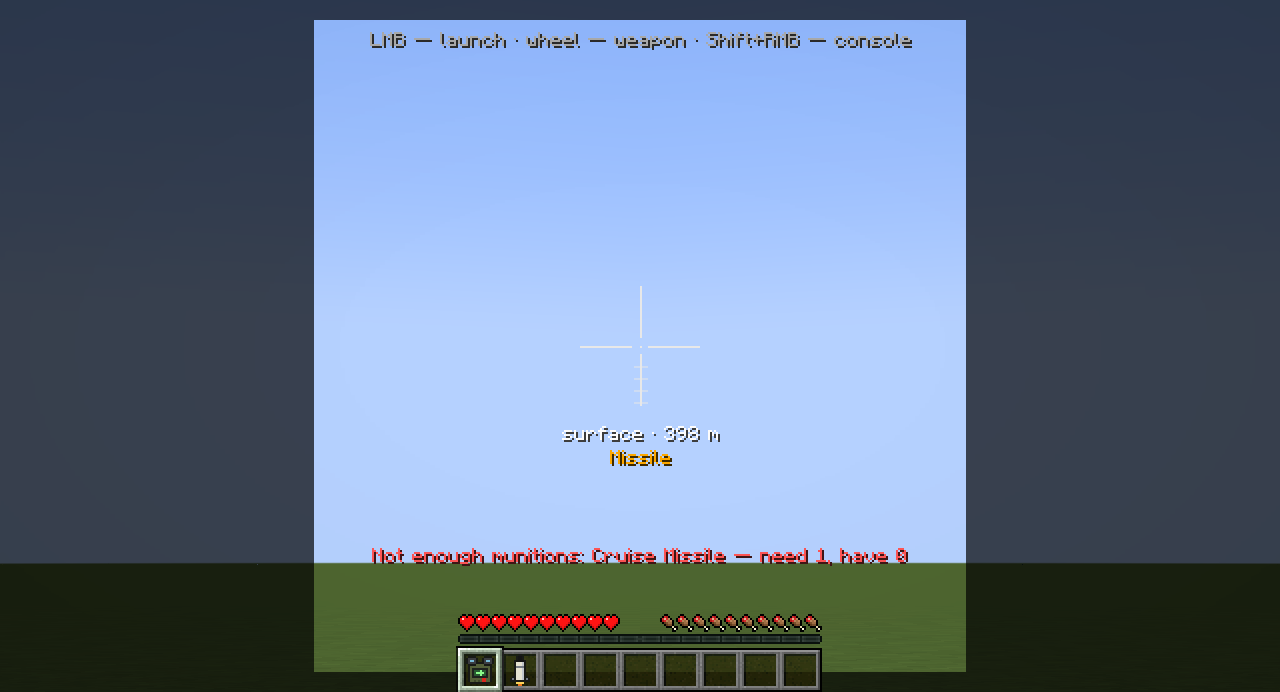 LMB — launch · wheel — weapon · Shift+RMB — console
surface · 398 m
Missile
Not enough munitions: Cruise Missile — need 1, have 0